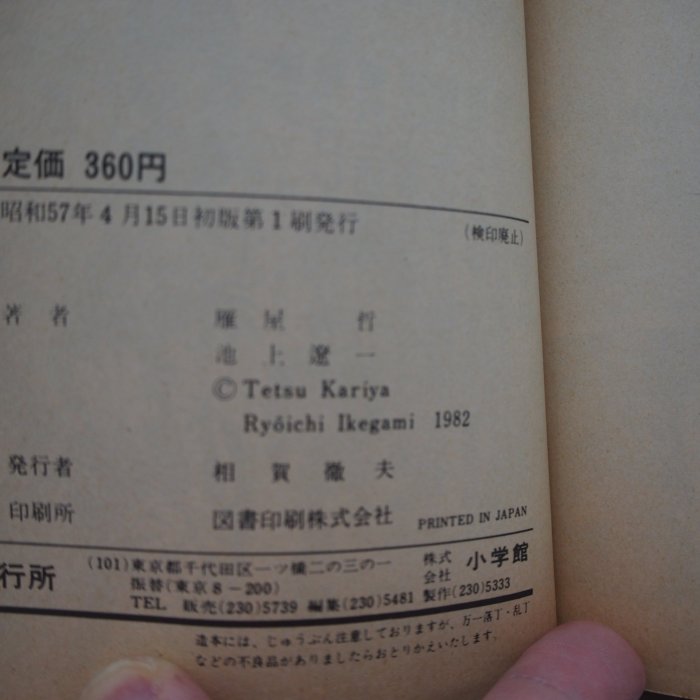 定価 360円
昭和57年4月15日初版第1刷発行 (検印廃止)
著者 雁屋 哲
池上遼一
© Tetsu Kariya
Ryôichi Ikegami 1982
発行者 相賀徹夫
印刷所 図書印刷株式会社 PRINTED IN JAPAN
行所 (101)東京都千代田区一ツ橋二の三の一 株式会社 小学館
振替(東京8-200)
TEL 販売(230)5739 編集(230)5481 製作(230)5333
造本には、じゅうぶん注意しておりますが、万一落丁・乱丁
などの不良品がありましたらおとりかえいたします。